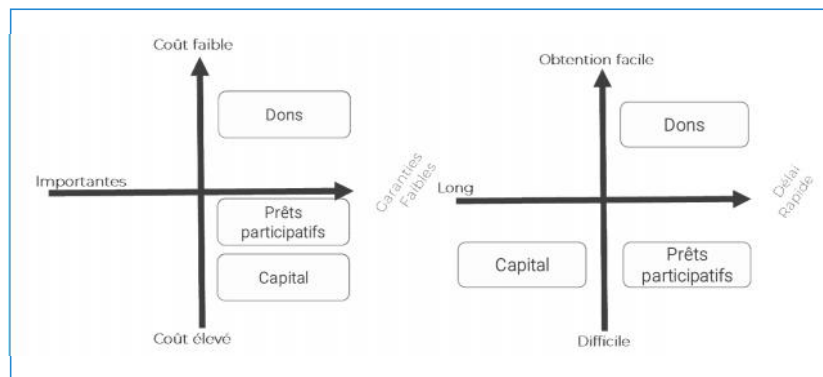 Coût faible
Dons
Importantes
Garanties
Faibles
Prêts
participatifs
Capital
Coût élevé
Obtention facile
Dons
Long
Délai
Rapide
Capital
Prêts
participatifs
Difficile